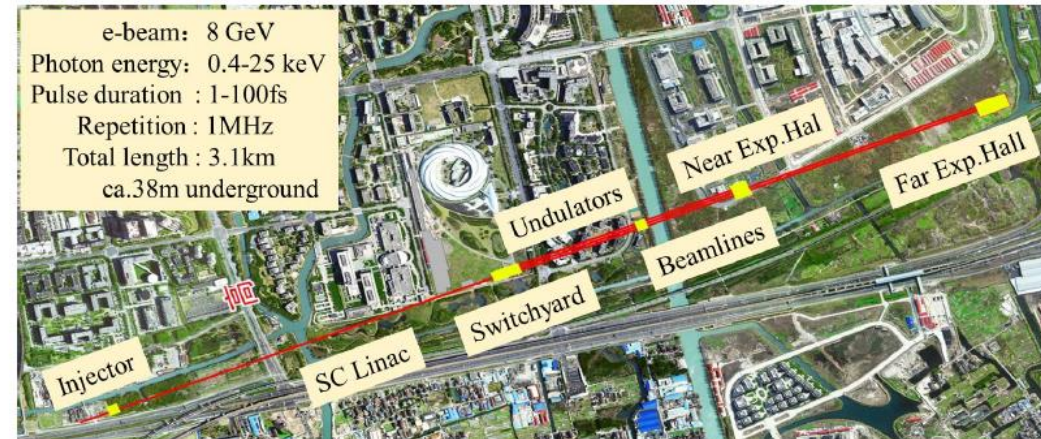 e-beam: 8 GeV
Photon energy: 0.4-25 keV
Pulse duration : 1-100fs
Repetition : 1MHz
Total length : 3.1km
ca.38m underground
Near Exp.Hal
Far Exp.Hall
Undulators
Beamlines
Switchyard
SC Linac
Injector